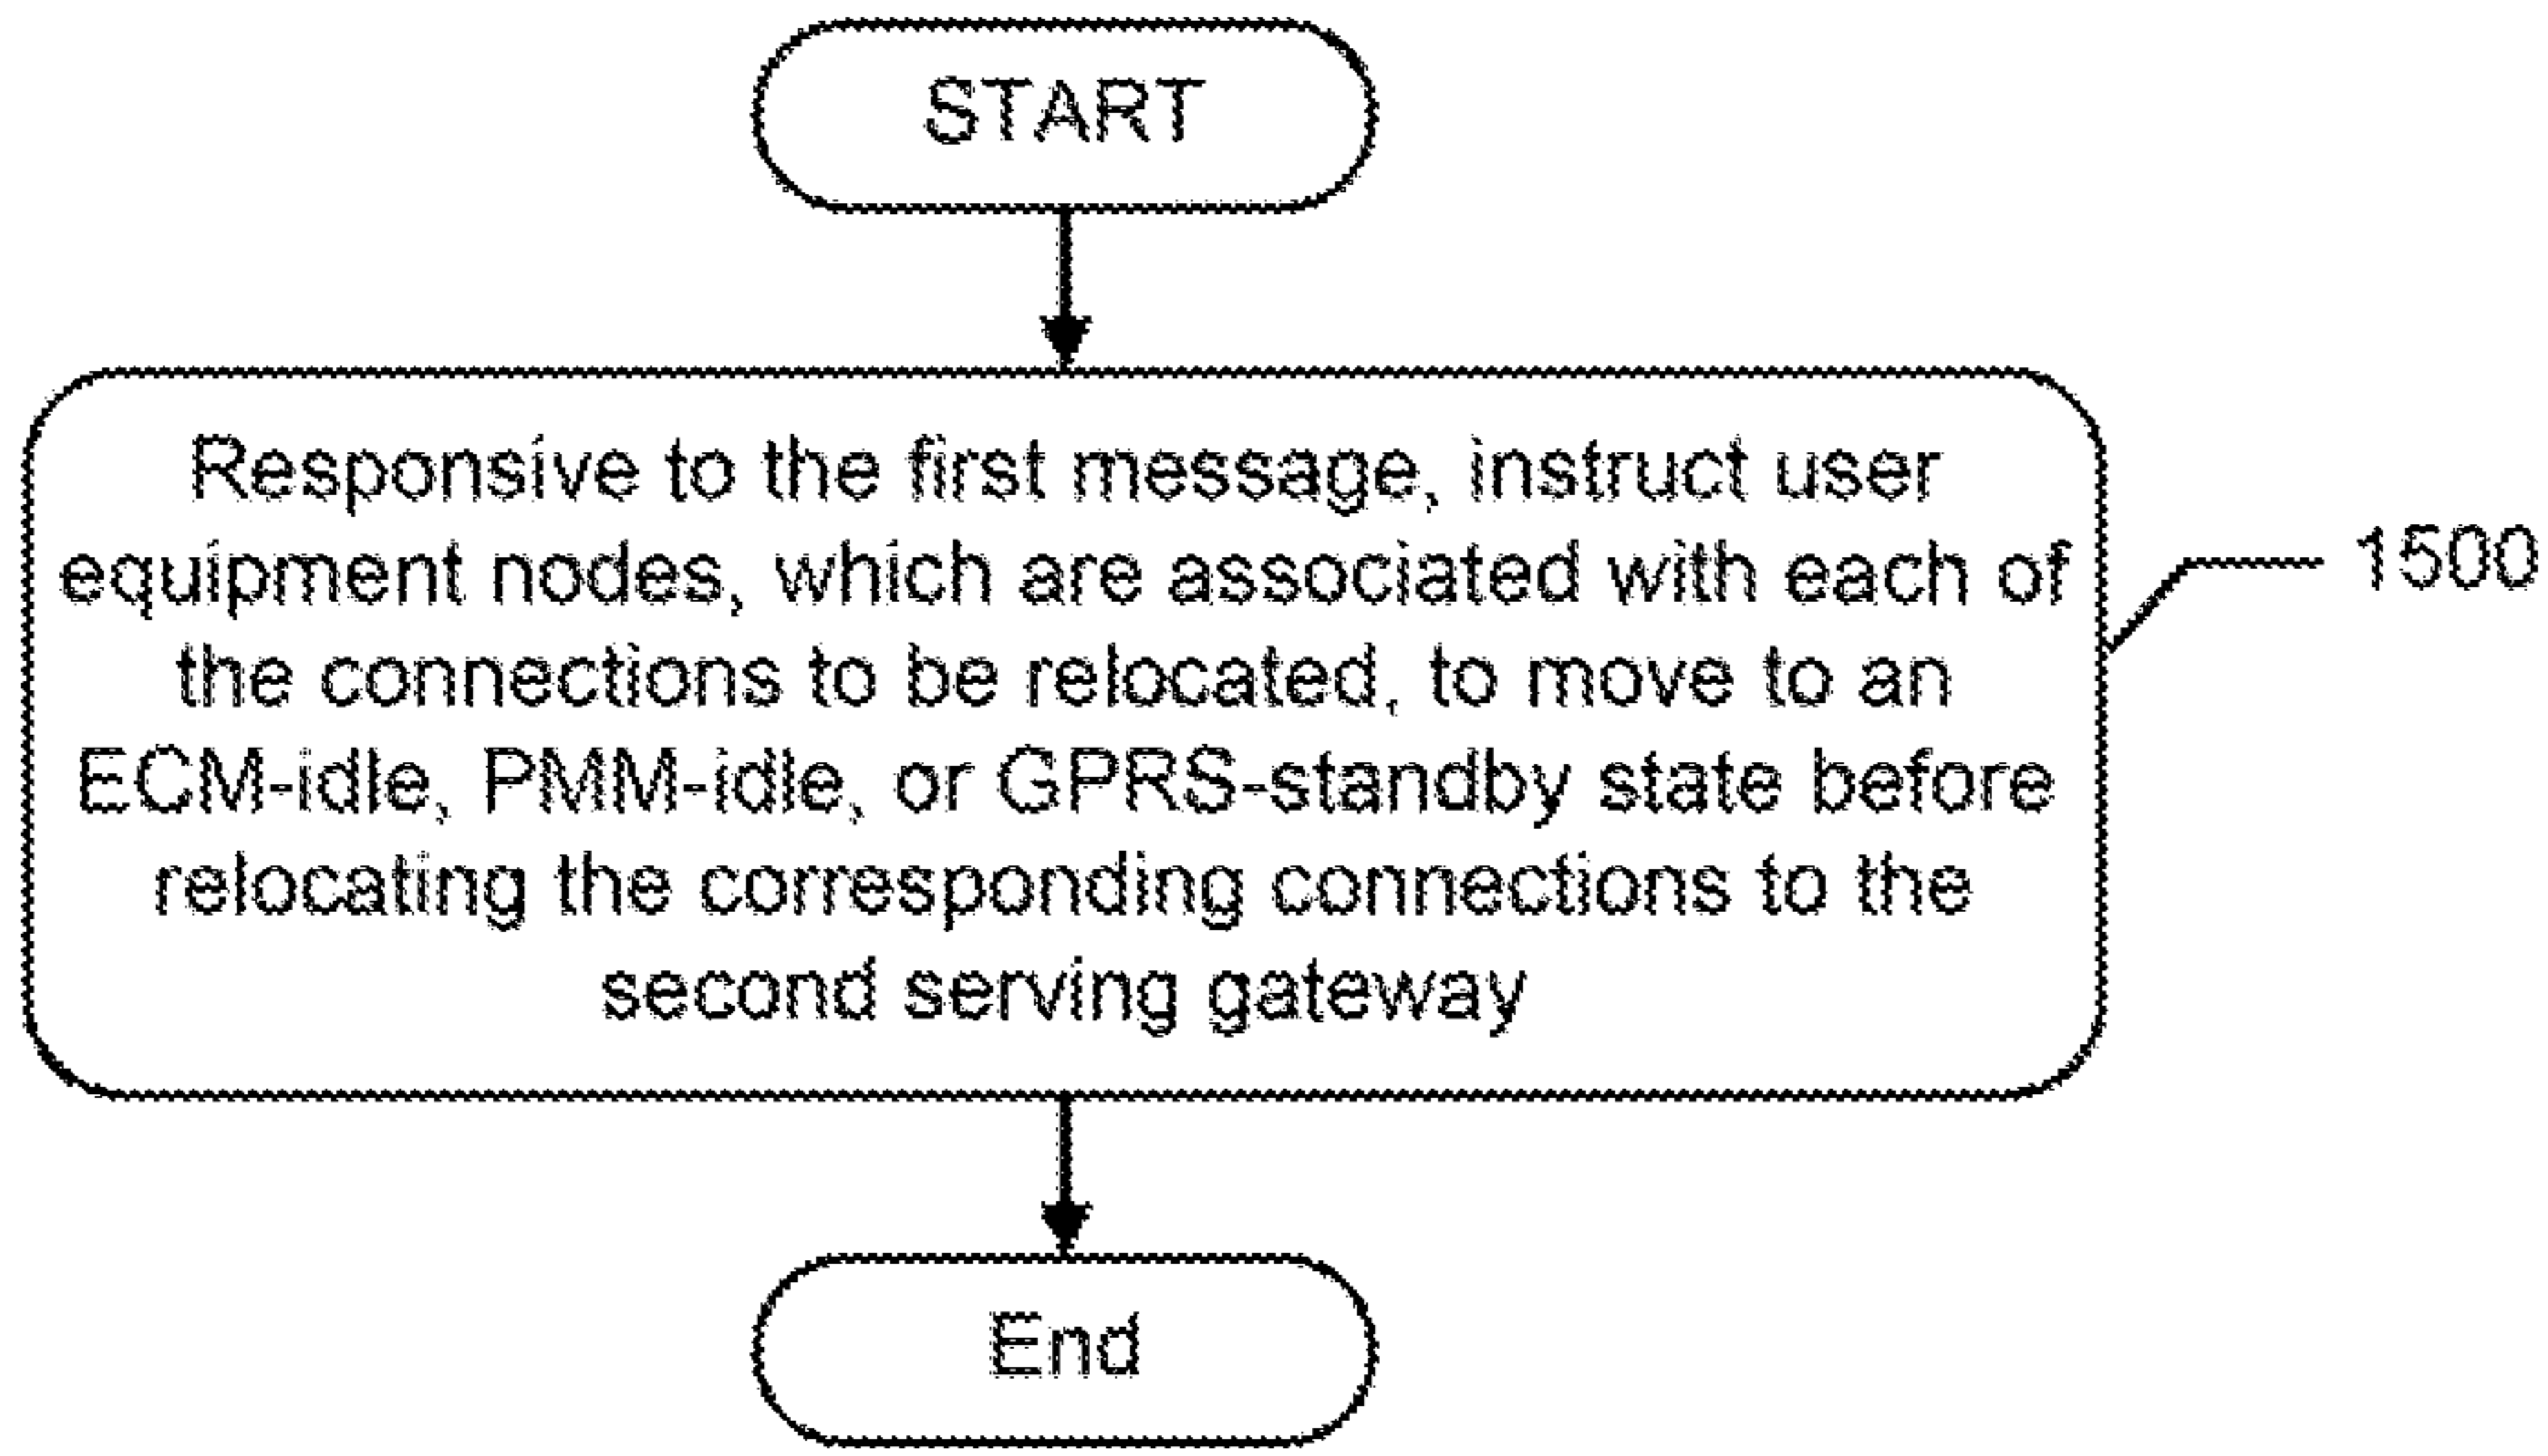 START
Responsive to the first message, instruct user
equipment nodes, which are associated with each of
the connections to be relocated, to move to an
ECM-idle, PMM-idle, or GPRS-standby state before
relocating the corresponding connections to the
second serving gateway
1500
End